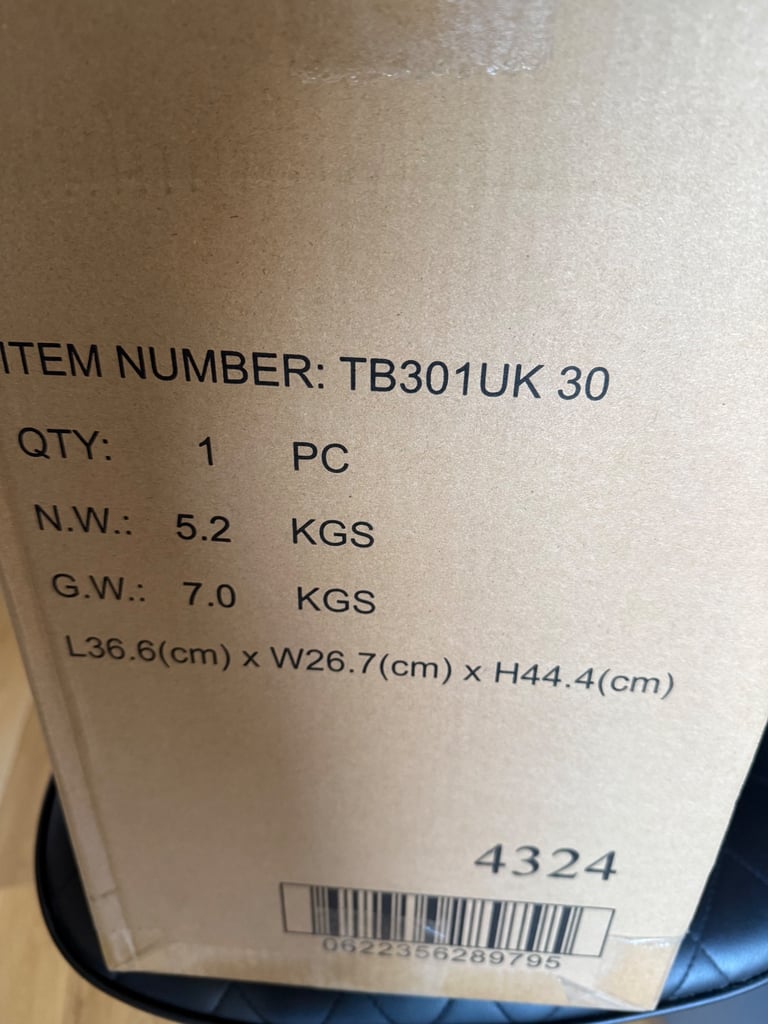 ITEM NUMBER: TB301UK 30
QTY: 1 PC
N.W.: 5.2 KGS
G.W.: 7.0 KGS
L36.6(cm) x W26.7(cm) x H44.4(cm)
4324
0622356289795